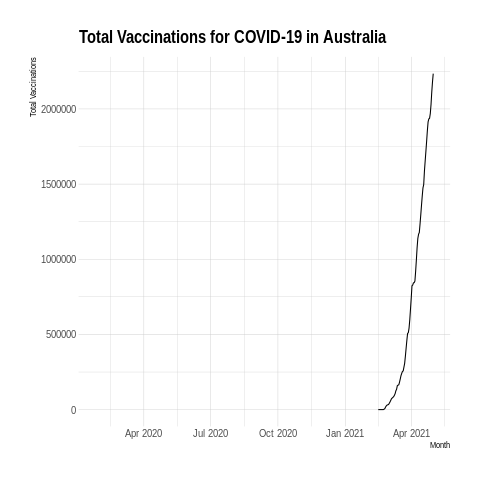 Total Vaccinations for COVID-19 in Australia
Total Vaccinations
2000000
1500000
1000000
500000
0
Apr 2020 Jul 2020 Oct 2020 Jan 2021 Apr 2021
Month